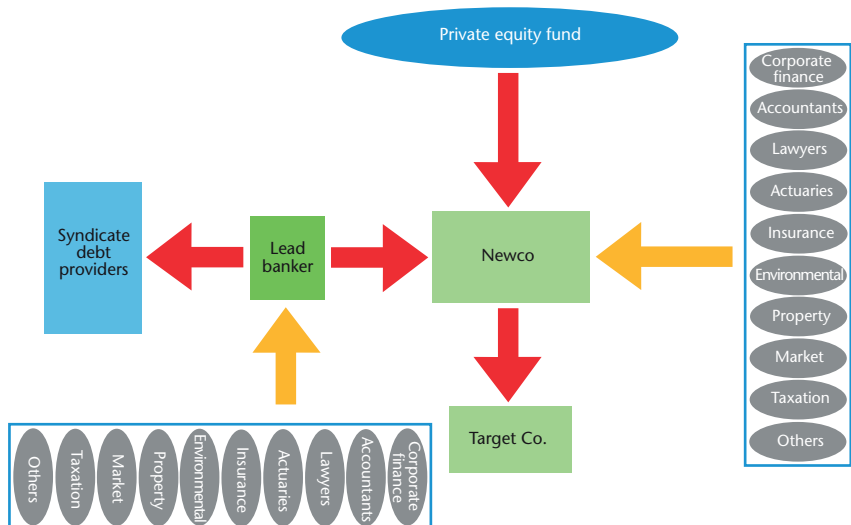 Private equity fund
Corporate
finance
Accountants
Lawyers
Actuaries
Insurance
Environmental
Property
Market
Taxation
Others
Syndicate
debt
providers
Lead
banker
Newco
Target Co.
Others
Taxation
Market
Property
Environmental
Insurance
Actuaries
Lawyers
Accountants
Corporate
finance